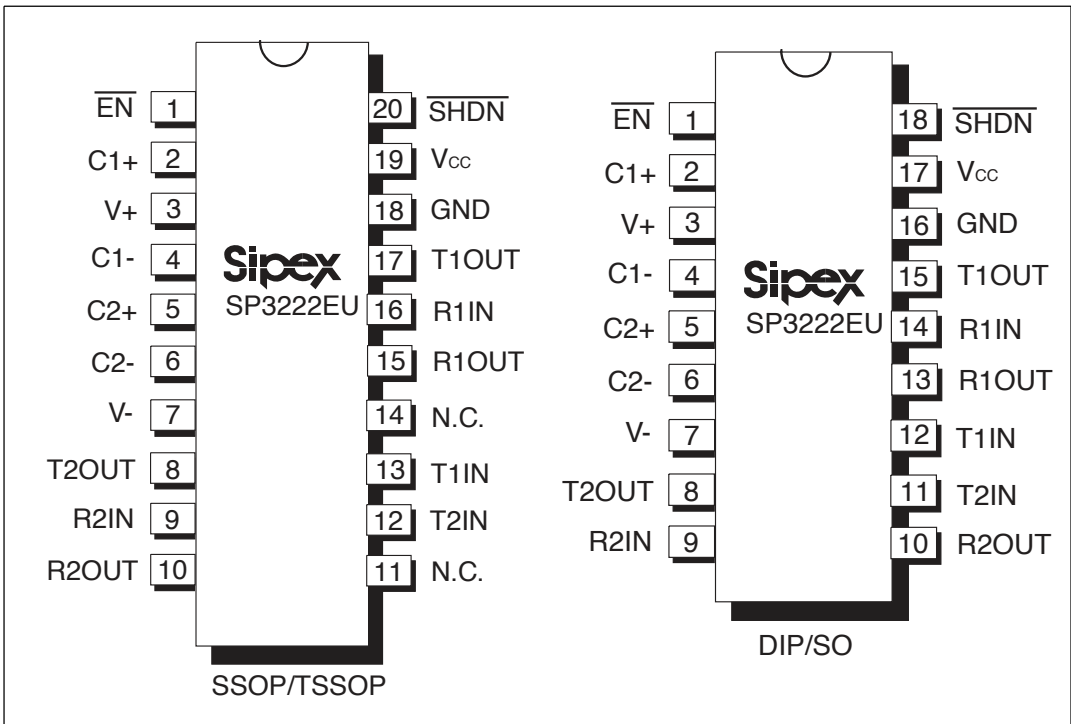 EN 1
C1+ 2
V+ 3
C1- 4
C2+ 5
C2- 6
V- 7
T2OUT 8
R2IN 9
R2OUT 10
Sipex
SP3222EU
20 SHDN
19 Vcc
18 GND
17 T1OUT
16 R1IN
15 R1OUT
14 N.C.
13 T1IN
12 T2IN
11 N.C.
SSOP/TSSOP
EN 1
C1+ 2
V+ 3
C1- 4
C2+ 5
C2- 6
V- 7
T2OUT 8
R2IN 9
Sipex
SP3222EU
18 SHDN
17 Vcc
16 GND
15 T1OUT
14 R1IN
13 R1OUT
12 T1IN
11 T2IN
10 R2OUT
DIP/SO